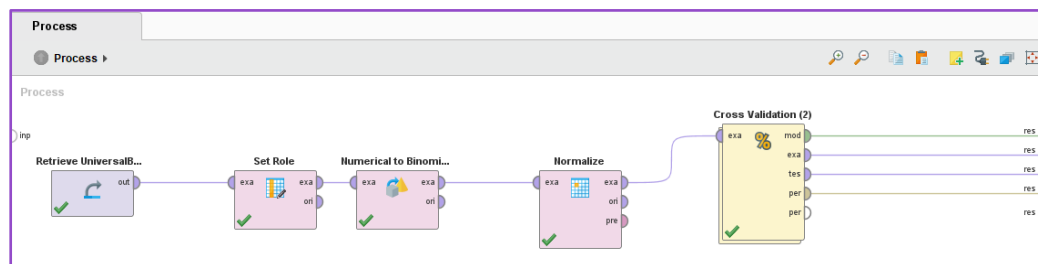 Process
Process
Process
inp
Retrieve UniversalB...
out
Set Role
exa
exa
ori
Numerical to Binomi...
exa
exa
ori
Normalize
exa
exa
ori
pre
Cross Validation (2)
exa
%
mod
exa
tes
per
per
res
res
res
res
res